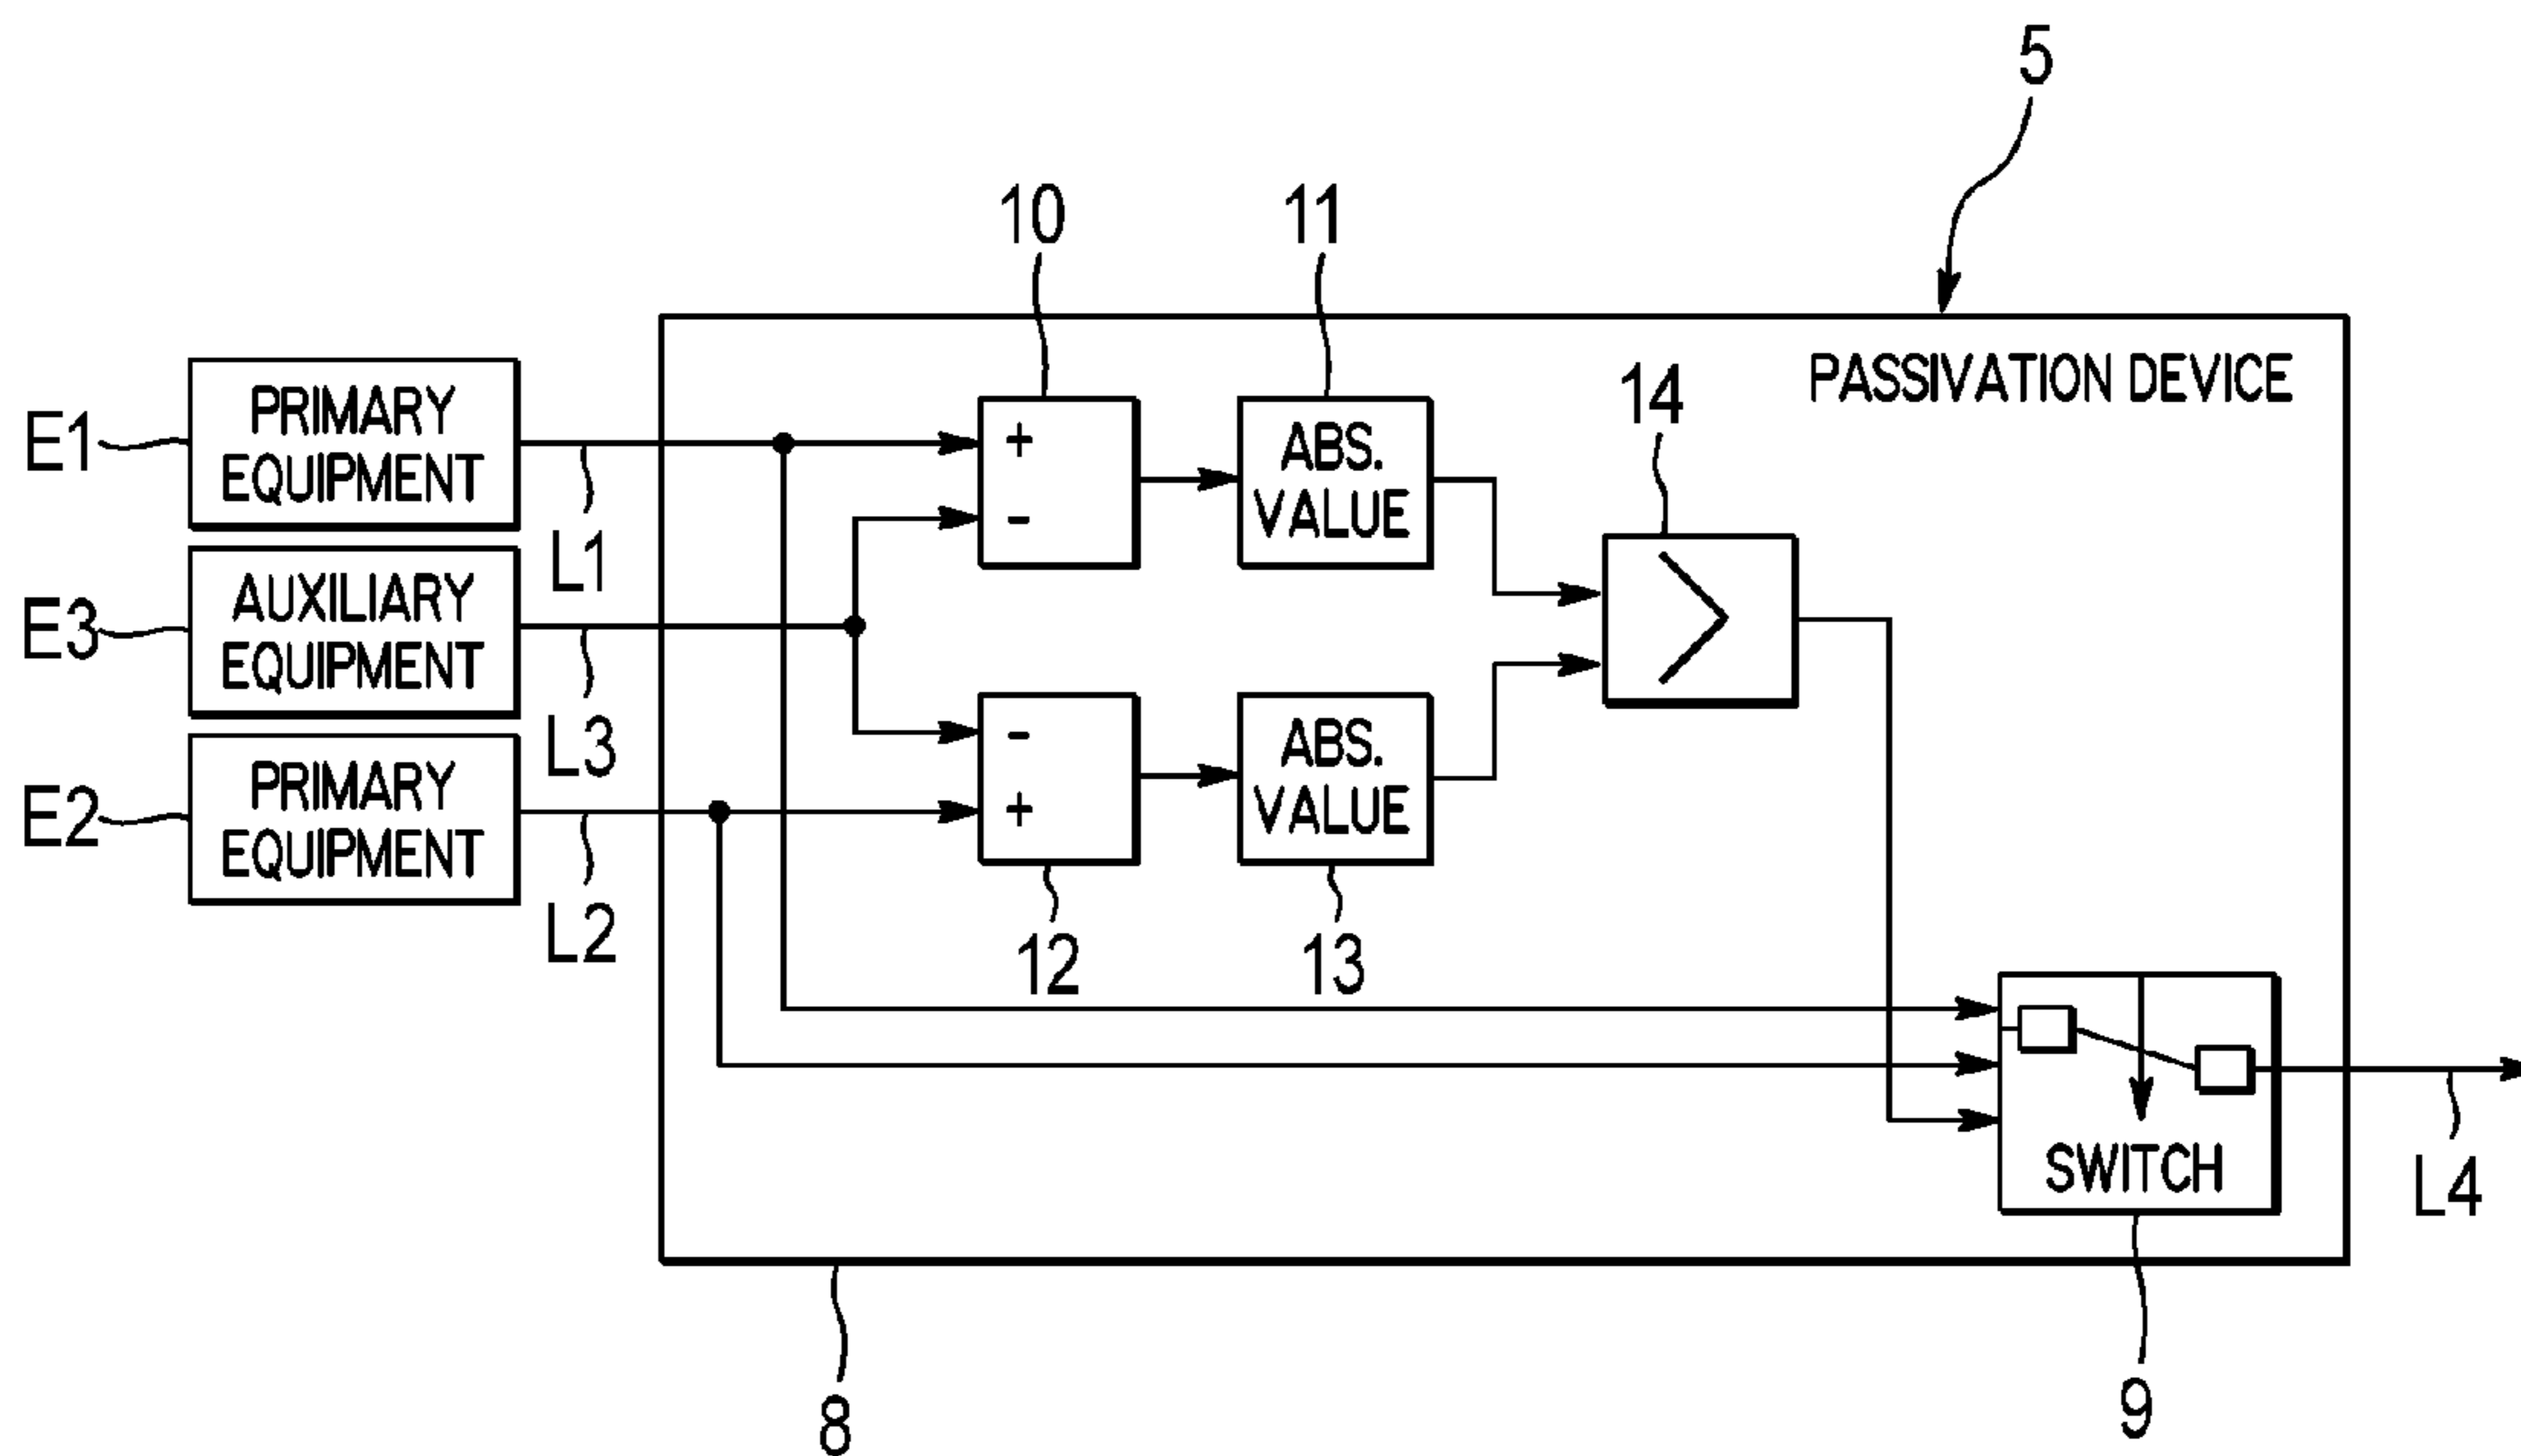 5
10
11
PASSIVATION DEVICE
14
E1
PRIMARY
EQUIPMENT
+
-
ABS.
VALUE
L1
E3
AUXILIARY
EQUIPMENT
>
L3
E2
PRIMARY
EQUIPMENT
-
+
ABS.
VALUE
L2
12
13
SWITCH
L4
8
9